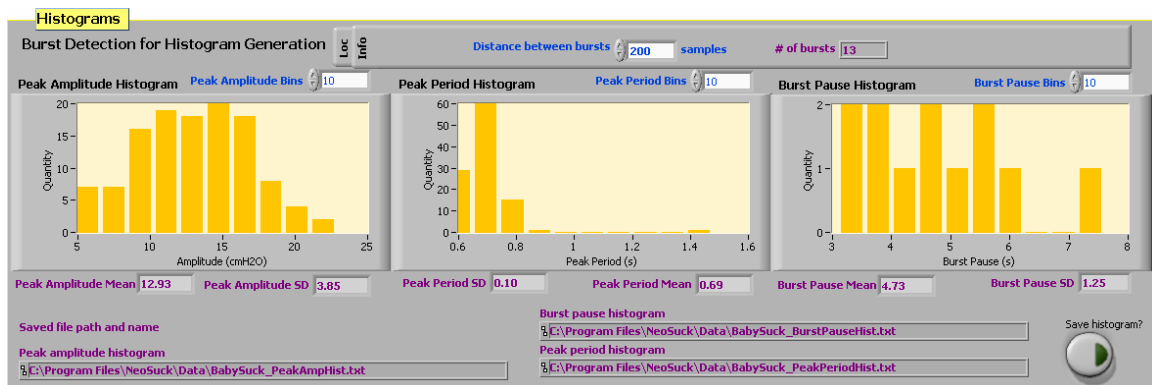 Histograms
Burst Detection for Histogram Generation
Loc
Info
Distance between bursts 200 samples
# of bursts 13
Peak Amplitude Histogram
Peak Amplitude Bins 10
20
15
10
5
0
Quantity
5 10 15 20 25
Amplitude (cmH2O)
Peak Amplitude Mean 12.93
Peak Amplitude SD 3.85
Peak Period Histogram
Peak Period Bins 10
60
50
40
30
20
10
0
Quantity
0.6 0.8 1 1.2 1.4 1.6
Peak Period (s)
Peak Period SD 0.10
Peak Period Mean 0.69
Burst Pause Histogram
Burst Pause Bins 10
2
1
0
Quantity
3 4 5 6 7 8
Burst Pause (s)
Burst Pause Mean 4.73
Burst Pause SD 1.25
Saved file path and name
Peak amplitude histogram
C:\Program Files\NeoSuck\Data\BabySuck_PeakAmpHist.txt
Burst pause histogram
C:\Program Files\NeoSuck\Data\BabySuck_BurstPauseHist.txt
Peak period histogram
C:\Program Files\NeoSuck\Data\BabySuck_PeakPeriodHist.txt
Save histogram?